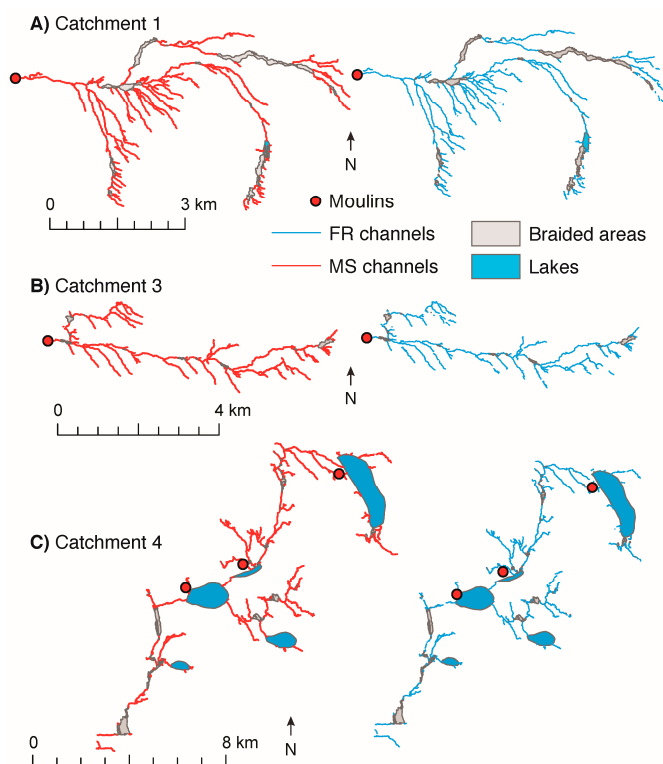 A) Catchment 1
N
0 3 km
Moulins
FR channels
Braided areas
MS channels
Lakes
B) Catchment 3
N
0 4 km
C) Catchment 4
N
0 8 km